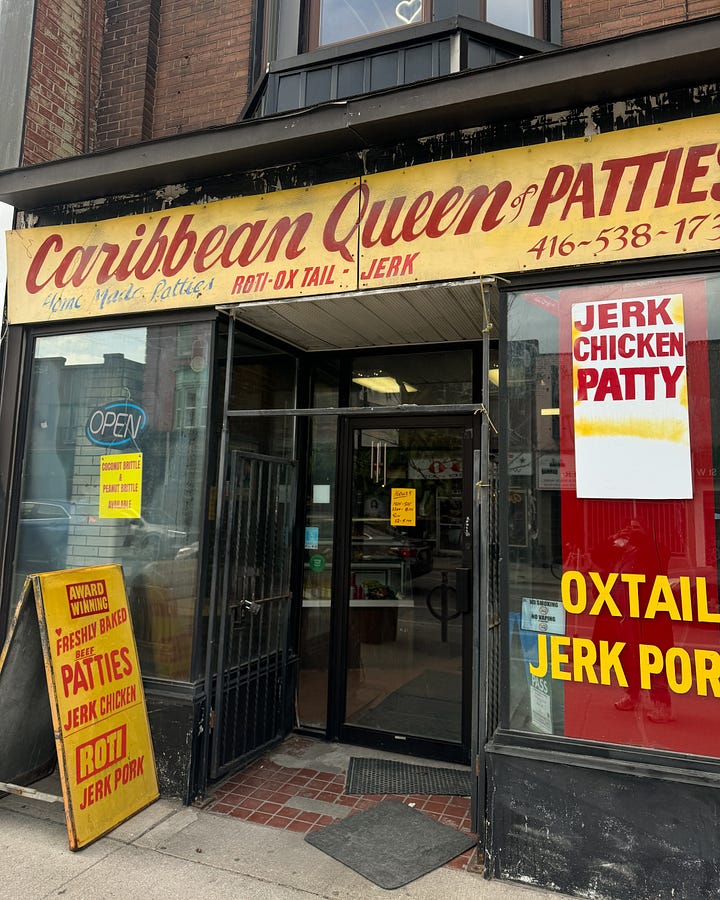 Caribbean Queen of PATTIES
Home Made Patties ROTI-OX TAIL - JERK
416-538-173
OPEN
COCONUT BRITTLE
&
PEANUT BRITTLE
AVAILABLE
JERK
CHICKEN
PATTY
NO SMOKING
NO VAPING
OXTAIL
JERK POR
PASS
AWARD
WINNING
FRESHLY BAKED
BEEF
PATTIES
JERK CHICKEN
ROTI
JERK PORK